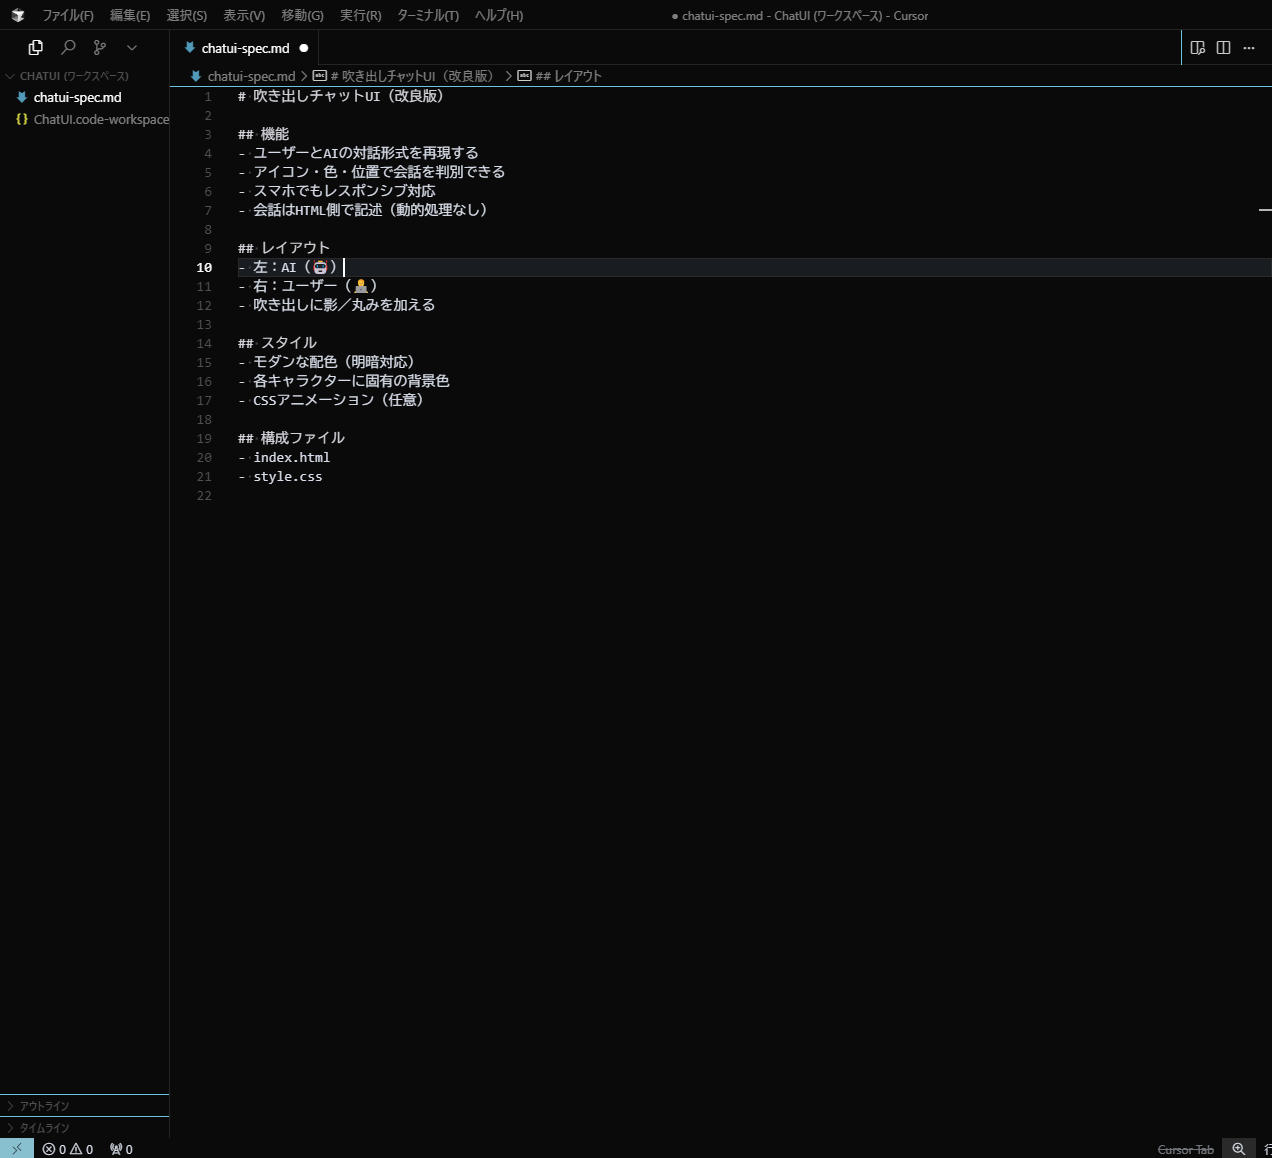 ファイル(F) 編集(E) 選択(S) 表示(V) 移動(G) 実行(R) ターミナル(T) ヘルプ(H) ● chatui-spec.md - ChatUI (ワークスペース) - Cursor
chatui-spec.md ●
CHATUI (ワークスペース)
chatui-spec.md
{} ChatUI.code-workspace
chatui-spec.md > # 吹き出しチャットUI（改良版） > ## レイアウト
1 # 吹き出しチャットUI（改良版）
2
3 ## 機能
4 - ユーザーとAIの対話形式を再現する
5 - アイコン・色・位置で会話を判別できる
6 - スマホでもレスポンシブ対応
7 - 会話はHTML側で記述（動的処理なし）
8
9 ## レイアウト
10 - 左：AI（🤖）
11 - 右：ユーザー（🧑‍💻）
12 - 吹き出しに影／丸みを加える
13
14 ## スタイル
15 - モダンな配色（明暗対応）
16 - 各キャラクターに固有の背景色
17 - CSSアニメーション（任意）
18
19 ## 構成ファイル
20 - index.html
21 - style.css
22
アウトライン
タイムライン
0 0 0 Cursor Tab 行